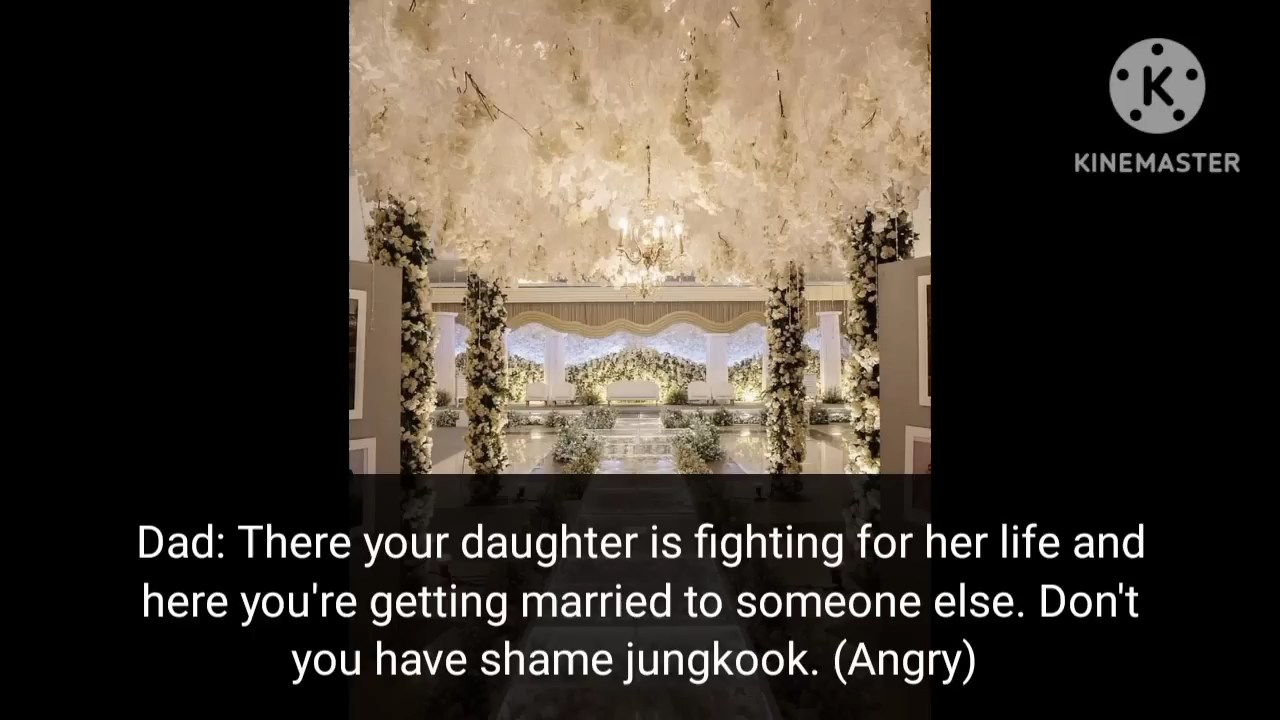 K
KINEMASTER
Dad: There your daughter is fighting for her life and
here you're getting married to someone else. Don't
you have shame jungkook. (Angry)